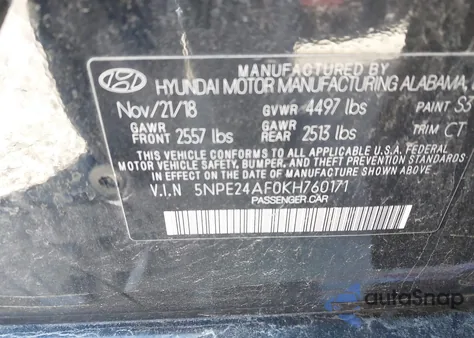 MANUFACTURED BY
HYUNDAI MOTOR MANUFACTURING ALABAMA,
Nov/21/18 GVWR 4497 lbs PAINT
GAWR FRONT 2557 lbs GAWR REAR 2513 lbs TRIM CT
THIS VEHICLE CONFORMS TO ALL APPLICABLE U.S.A. FEDERAL
MOTOR VEHICLE SAFETY, BUMPER, AND THEFT PREVENTION STANDARDS
IN EFFECT ON THE DATE OF MANUFACTURE SHOWN ABOVE.
V.I.N 5NPE24AF0KH760171
PASSENGER CAR
autoSnap